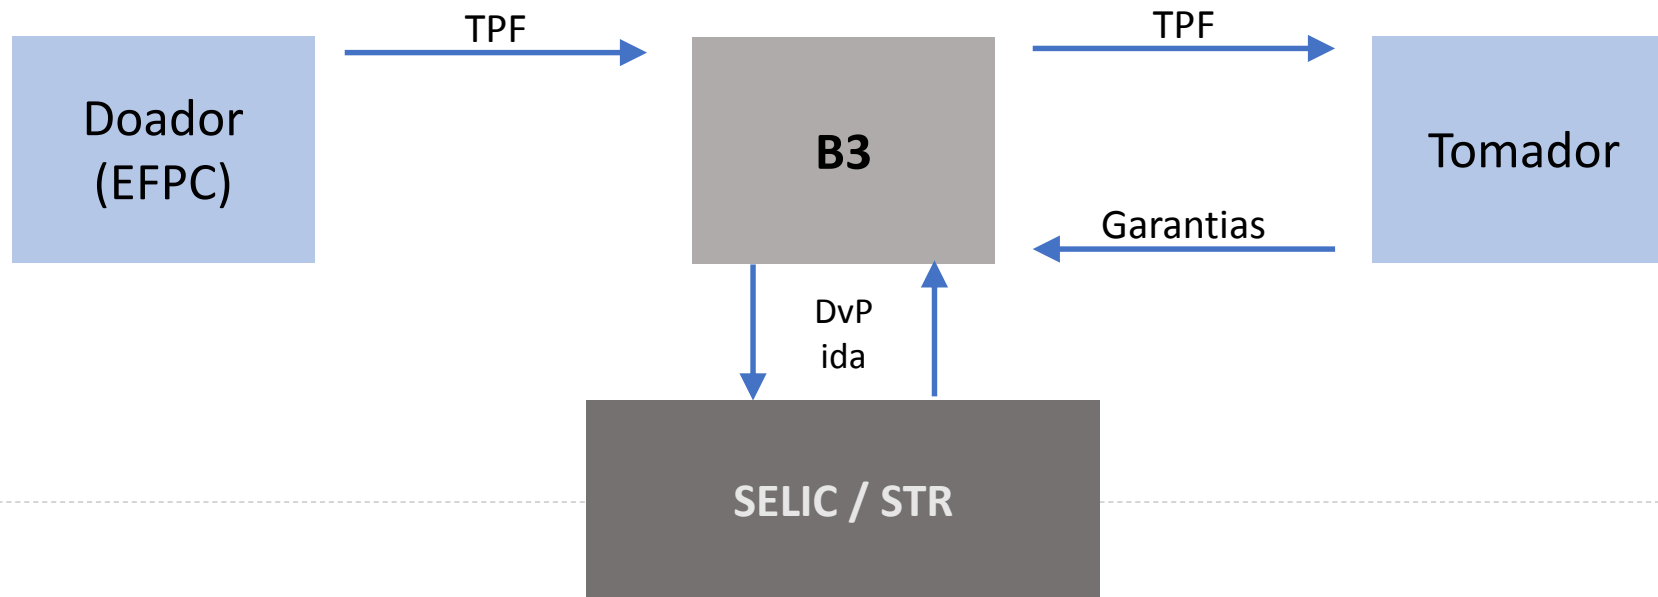 TPF
TPF
Doador
(EFPC)
B3
Tomador
Garantias
DvP
ida
SELIC / STR